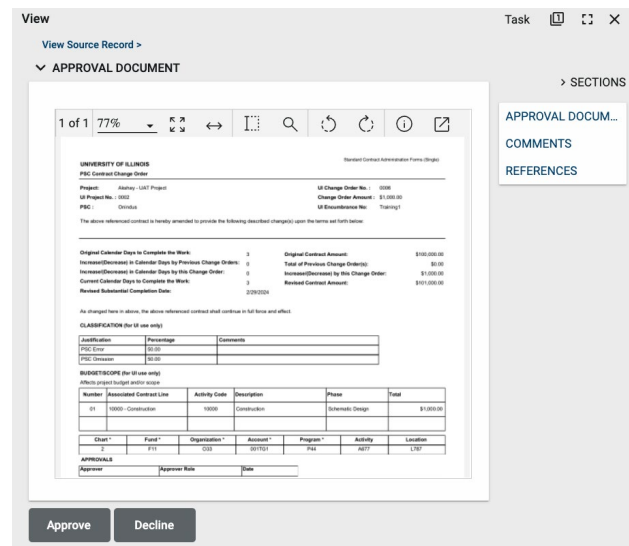 View
Task
1
View Source Record >
APPROVAL DOCUMENT
> SECTIONS
1 of 1 77%
APPROVAL DOCUM...
COMMENTS
REFERENCES
UNIVERSITY OF ILLINOIS
Standard Contract Administration Forms (Single)
PSC Contract Change Order
Project: Akshay - UAT Project UI Change Order No. : 0006
UI Project No. : 0002 Change Order Amount : $1,000.00
PSC : Onindus UI Encumbrance No: Training1
The above referenced contract is hereby amended to provide the following described change(s) upon the terms set forth below:
Original Calendar Days to Complete the Work: 3 Original Contract Amount: $100,000.00
Increase/(Decrease) in Calendar Days by Previous Change Orders: 0 Total of Previous Change Order(s): $0.00
Increase/(Decrease) in Calendar Days by this Change Order: 0 Increase/(Decrease) by this Change Order: $1,000.00
Current Calendar Days to Complete the Work: 3 Revised Contract Amount: $101,000.00
Revised Substantial Completion Date: 2/29/2024
As changed here in above, the above referenced contract shall continue in full force and effect.
CLASSIFICATION (for UI use only)
Justification Percentage Comments
PSC Error 50.00
PSC Omission 50.00
BUDGET/SCOPE (for UI use only)
Affects project budget and/or scope
Number Associated Contract Line Activity Code Description Phase Total
01 10000 - Construction 10000 Construction Schematic Design $1,000.00
Chart * Fund * Organization * Account * Program * Activity Location
2 F11 O33 001TG1 P44 A677 L787
APPROVALS
Approver Approver Role Date
Approve Decline